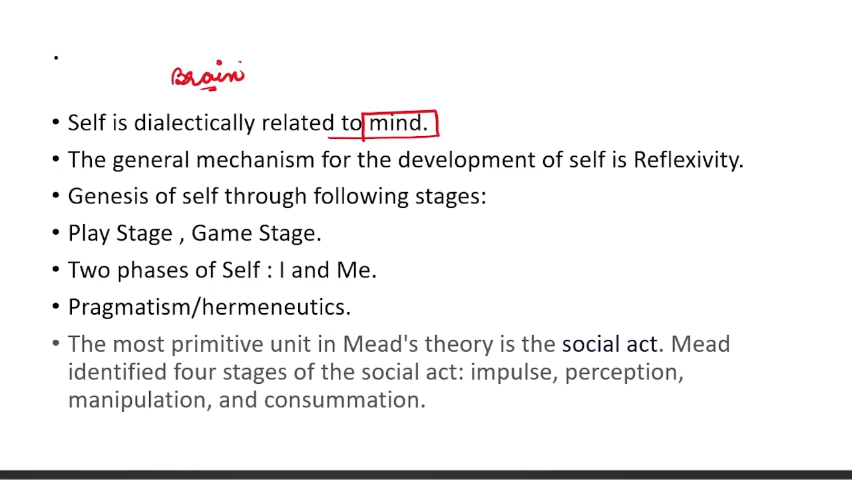 Brain
• Self is dialectically related to mind.
• The general mechanism for the development of self is Reflexivity.
• Genesis of self through following stages:
• Play Stage , Game Stage.
• Two phases of Self : I and Me.
• Pragmatism/hermeneutics.
• The most primitive unit in Mead's theory is the social act. Mead
identified four stages of the social act: impulse, perception,
manipulation, and consummation.